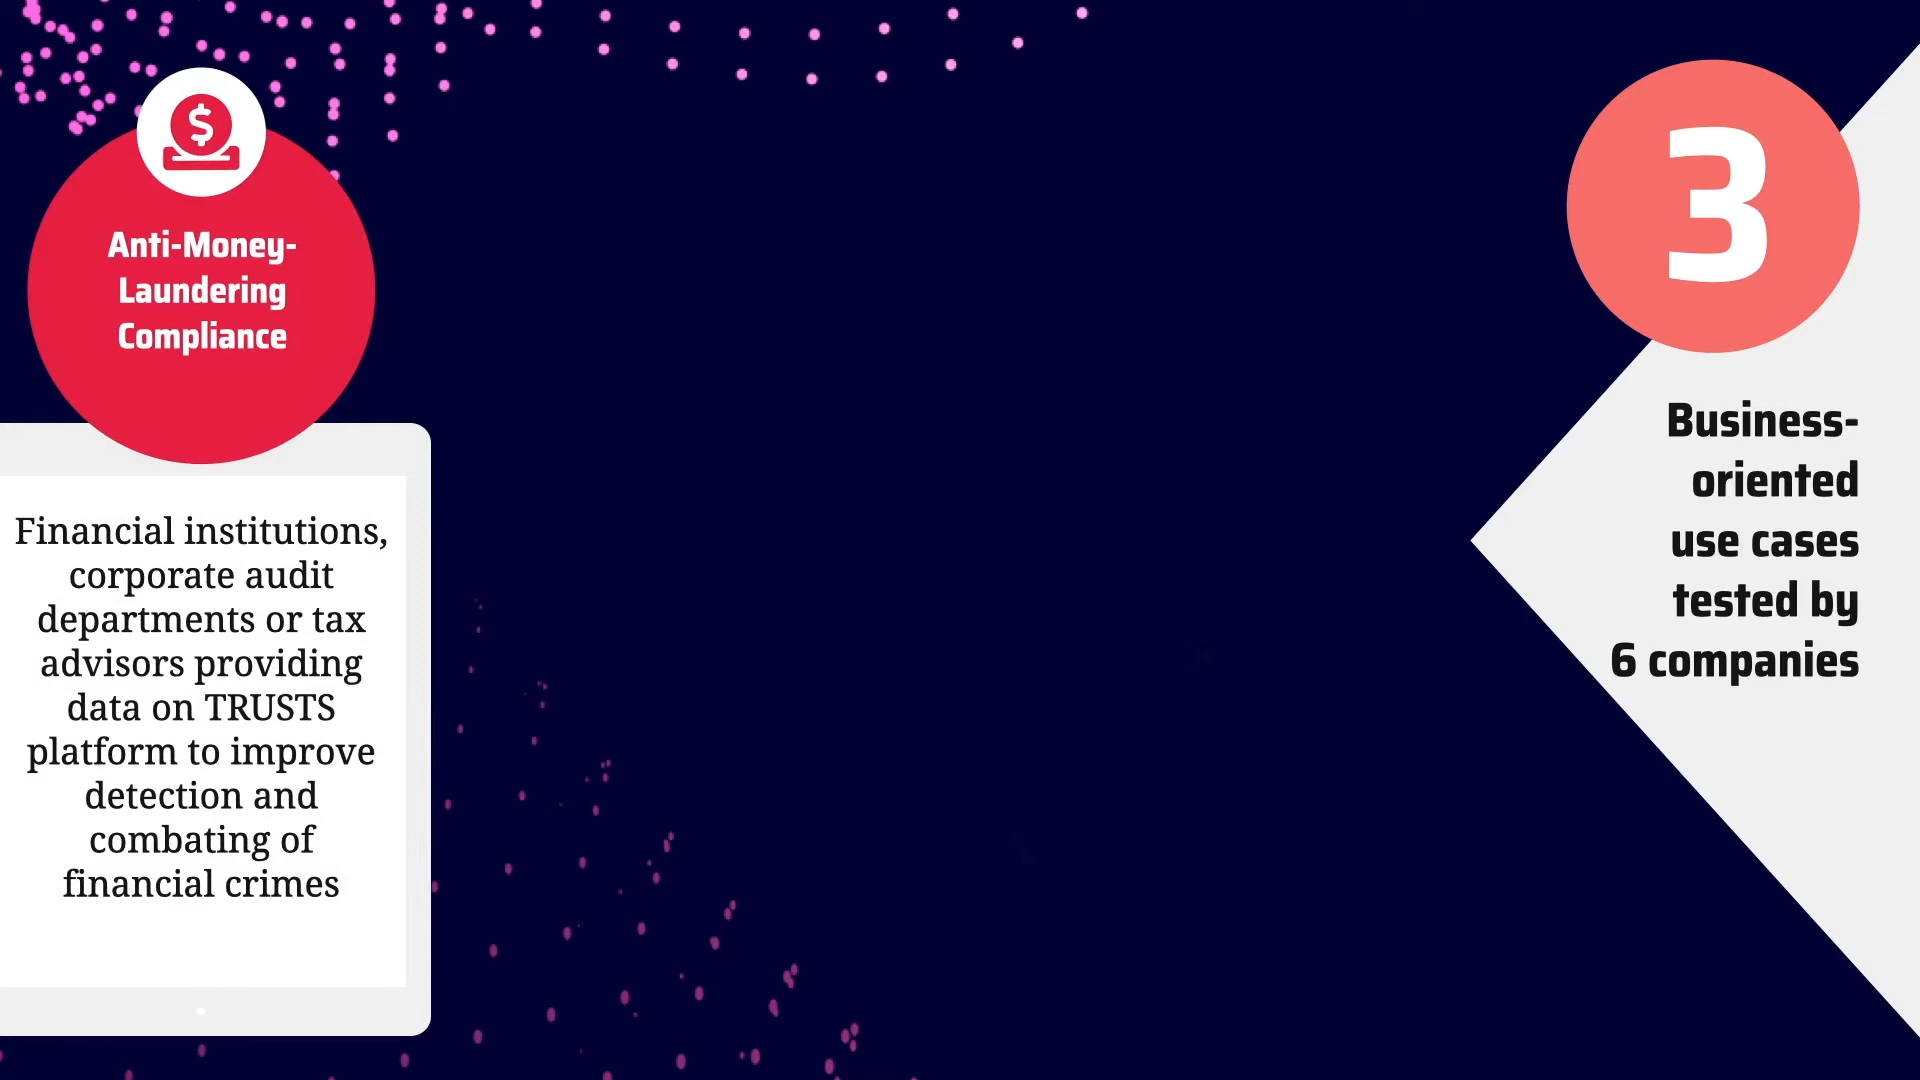 $
Anti-Money-
Laundering
Compliance
Financial institutions,
corporate audit
departments or tax
advisors providing
data on TRUSTS
platform to improve
detection and
combating of
financial crimes
3
Business-
oriented
use cases
tested by
6 companies